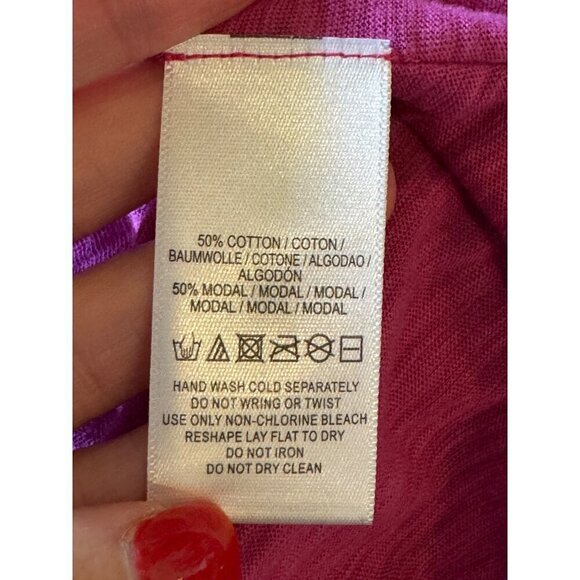 50% COTTON / COTON /
BAUMWOLLE / COTONE / ALGODAO /
ALGODÓN
50% MODAL / MODAL / MODAL /
MODAL / MODAL / MODAL
HAND WASH COLD SEPARATELY
DO NOT WRING OR TWIST
USE ONLY NON-CHLORINE BLEACH
RESHAPE LAY FLAT TO DRY
DO NOT IRON
DO NOT DRY CLEAN